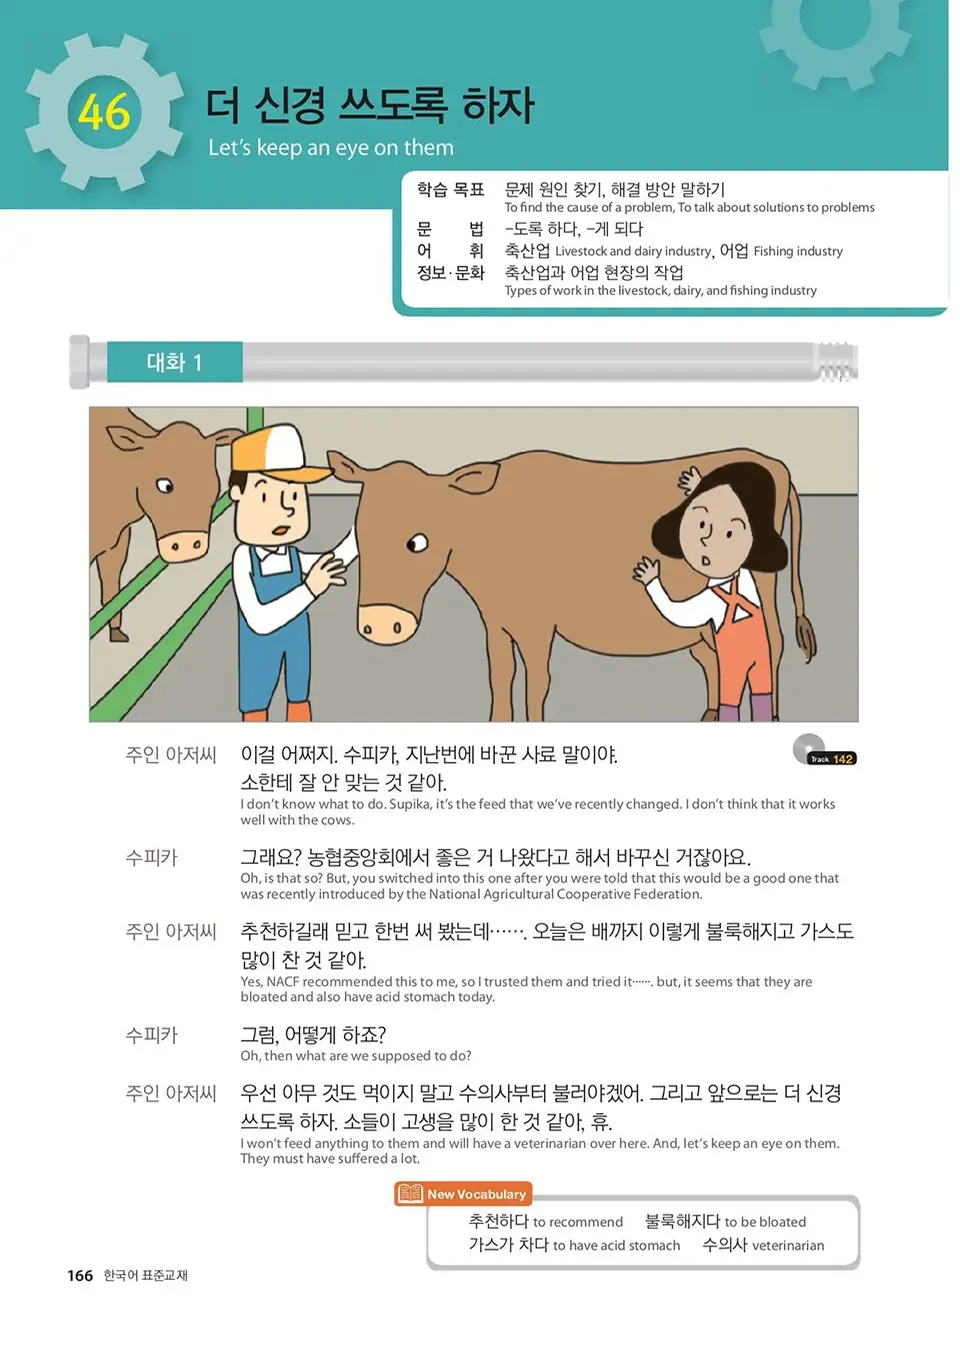 46
더 신경 쓰도록 하자
Let's keep an eye on them
학습 목표 문제 원인 찾기, 해결 방안 말하기
To find the cause of a problem, To talk about solutions to problems
문 법 -도록 하다, -게 되다
어 휘 축산업 Livestock and dairy industry, 어업 Fishing industry
정보·문화 축산업과 어업 현장의 작업
Types of work in the livestock, dairy, and fishing industry
대화 1
Track 142
주인 아저씨 이걸 어쩌지. 수피카, 지난번에 바꾼 사료 말이야.
소한테 잘 안 맞는 것 같아.
I don't know what to do. Supika, it's the feed that we've recently changed. I don't think that it works
well with the cows.
수피카 그래요? 농협중앙회에서 좋은 거 나왔다고 해서 바꾸신 거잖아요.
Oh, is that so? But, you switched into this one after you were told that this would be a good one that
was recently introduced by the National Agricultural Cooperative Federation.
주인 아저씨 추천하길래 믿고 한번 써 봤는데……. 오늘은 배까지 이렇게 불룩해지고 가스도
많이 찬 것 같아.
Yes, NACF recommended this to me, so I trusted them and tried it……. but, it seems that they are
bloated and also have acid stomach today.
수피카 그럼, 어떻게 하죠?
Oh, then what are we supposed to do?
주인 아저씨 우선 아무 것도 먹이지 말고 수의사부터 불러야겠어. 그리고 앞으로는 더 신경
쓰도록 하자. 소들이 고생을 많이 한 것 같아, 휴.
I won't feed anything to them and will have a veterinarian over here. And, let's keep an eye on them.
They must have suffered a lot.
New Vocabulary
추천하다 to recommend 불룩해지다 to be bloated
가스가 차다 to have acid stomach 수의사 veterinarian
166 한국어 표준교재